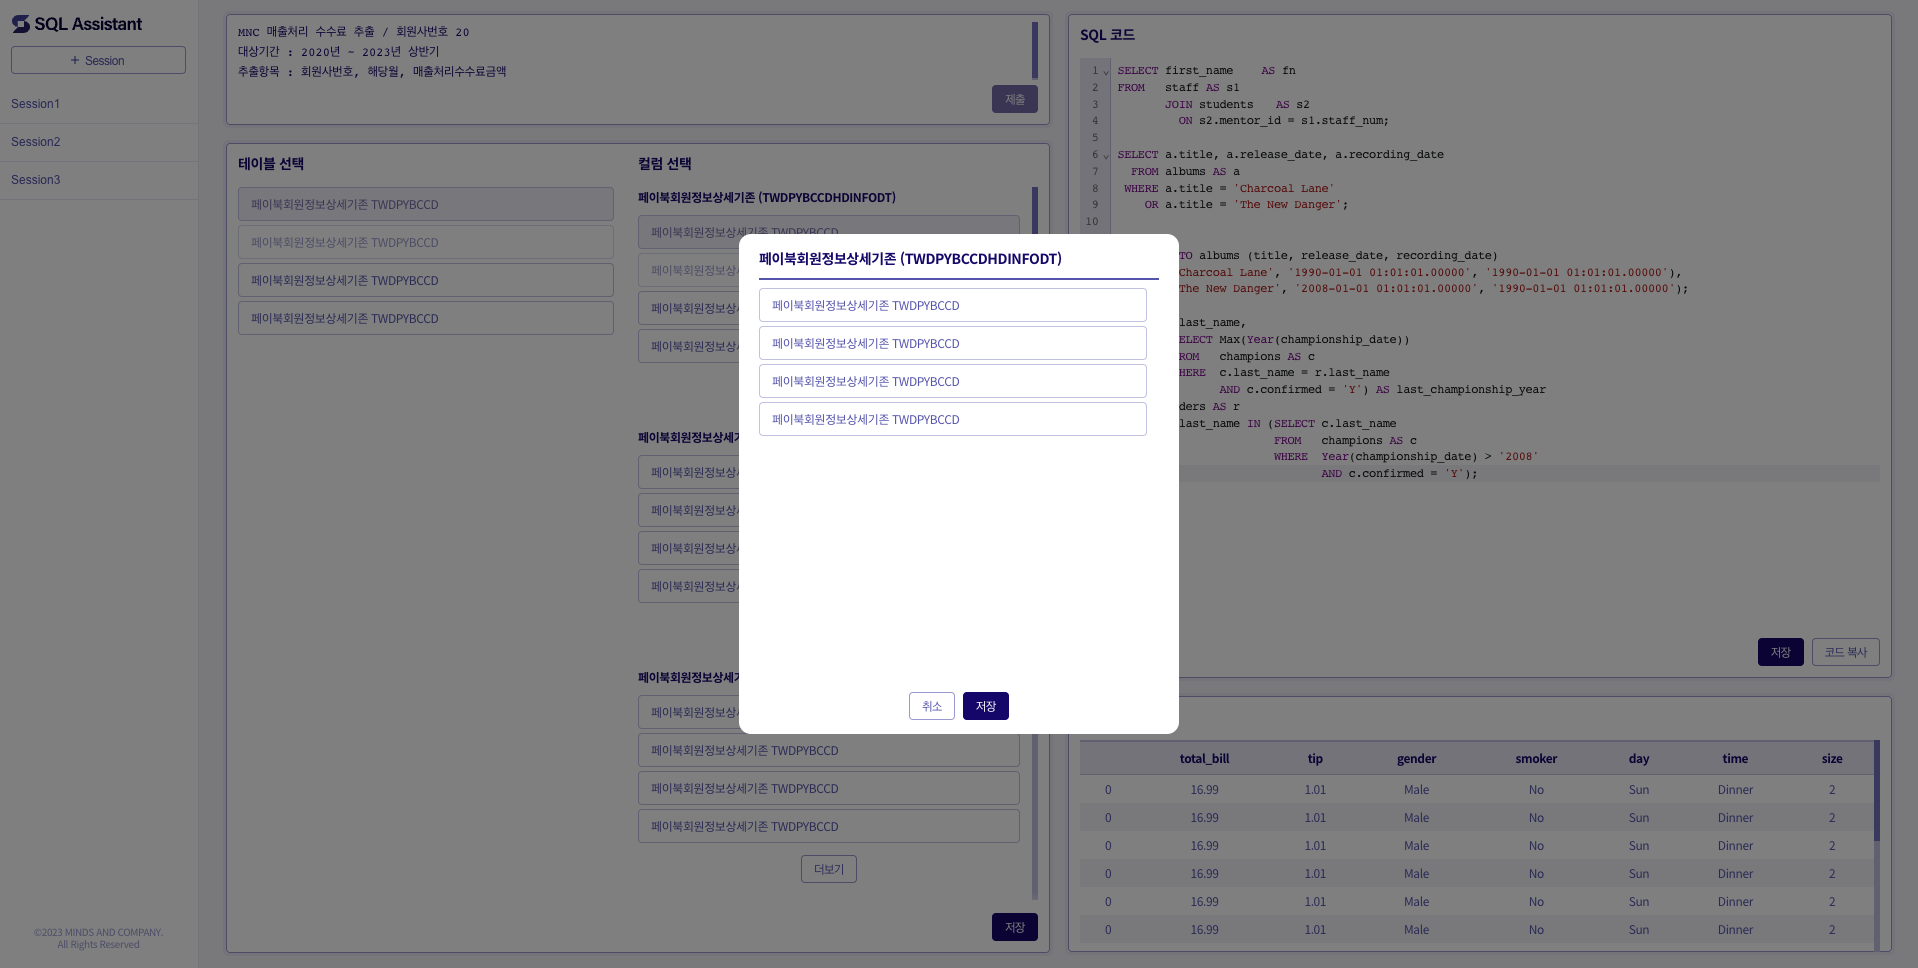 SQL Assistant
+ Session
Session1
Session2
Session3
©2023 MINDS AND COMPANY.
All Rights Reserved
MNC 매출처리 수수료 추출 / 회원사번호 20
대상기간 : 2020년 - 2023년 상반기
추출항목 : 회원사번호, 해당월, 매출처리수수료금액
제출
테이블 선택
페이북회원정보상세기존 TWDPYBCCD
페이북회원정보상세기존 TWDPYBCCD
페이북회원정보상세기존 TWDPYBCCD
페이북회원정보상세기존 TWDPYBCCD
컬럼 선택
페이북회원정보상세기존 (TWDPYBCCDHDINFODT)
페이북회원정보상세기존 TWDPYBCCD
페이북회원정보상
페이북회원정보상
페이북회원정보상
페이북회원정보상세기
페이북회원정보상
페이북회원정보상
페이북회원정보상
페이북회원정보상
페이북회원정보상세기
페이북회원정보상
페이북회원정보상세기존 TWDPYBCCD
페이북회원정보상세기존 TWDPYBCCD
페이북회원정보상세기존 TWDPYBCCD
더보기
저장
페이북회원정보상세기존 (TWDPYBCCDHDINFODT)
페이북회원정보상세기존 TWDPYBCCD
페이북회원정보상세기존 TWDPYBCCD
페이북회원정보상세기존 TWDPYBCCD
페이북회원정보상세기존 TWDPYBCCD
취소 저장
SQL 코드
1 SELECT first_name AS fn
2 FROM staff AS s1
3 JOIN students AS s2
4 ON s2.mentor_id = s1.staff_num;
5
6 SELECT a.title, a.release_date, a.recording_date
7 FROM albums AS a
8 WHERE a.title = 'Charcoal Lane'
9 OR a.title = 'The New Danger';
10
TO albums (title, release_date, recording_date)
Charcoal Lane', '1990-01-01 01:01:01.00000', '1990-01-01 01:01:01.00000'),
The New Danger', '2008-01-01 01:01:01.00000', '1990-01-01 01:01:01.00000');
last_name,
ELECT Max(Year(championship_date))
ROM champions AS c
HERE c.last_name = r.last_name
AND c.confirmed = 'Y') AS last_championship_year
ders AS r
last_name IN (SELECT c.last_name
FROM champions AS c
WHERE Year(championship_date) > '2008'
AND c.confirmed = 'Y');
저장 코드 복사
total_bill tip gender smoker day time size
0 16.99 1.01 Male No Sun Dinner 2
0 16.99 1.01 Male No Sun Dinner 2
0 16.99 1.01 Male No Sun Dinner 2
0 16.99 1.01 Male No Sun Dinner 2
0 16.99 1.01 Male No Sun Dinner 2
0 16.99 1.01 Male No Sun Dinner 2